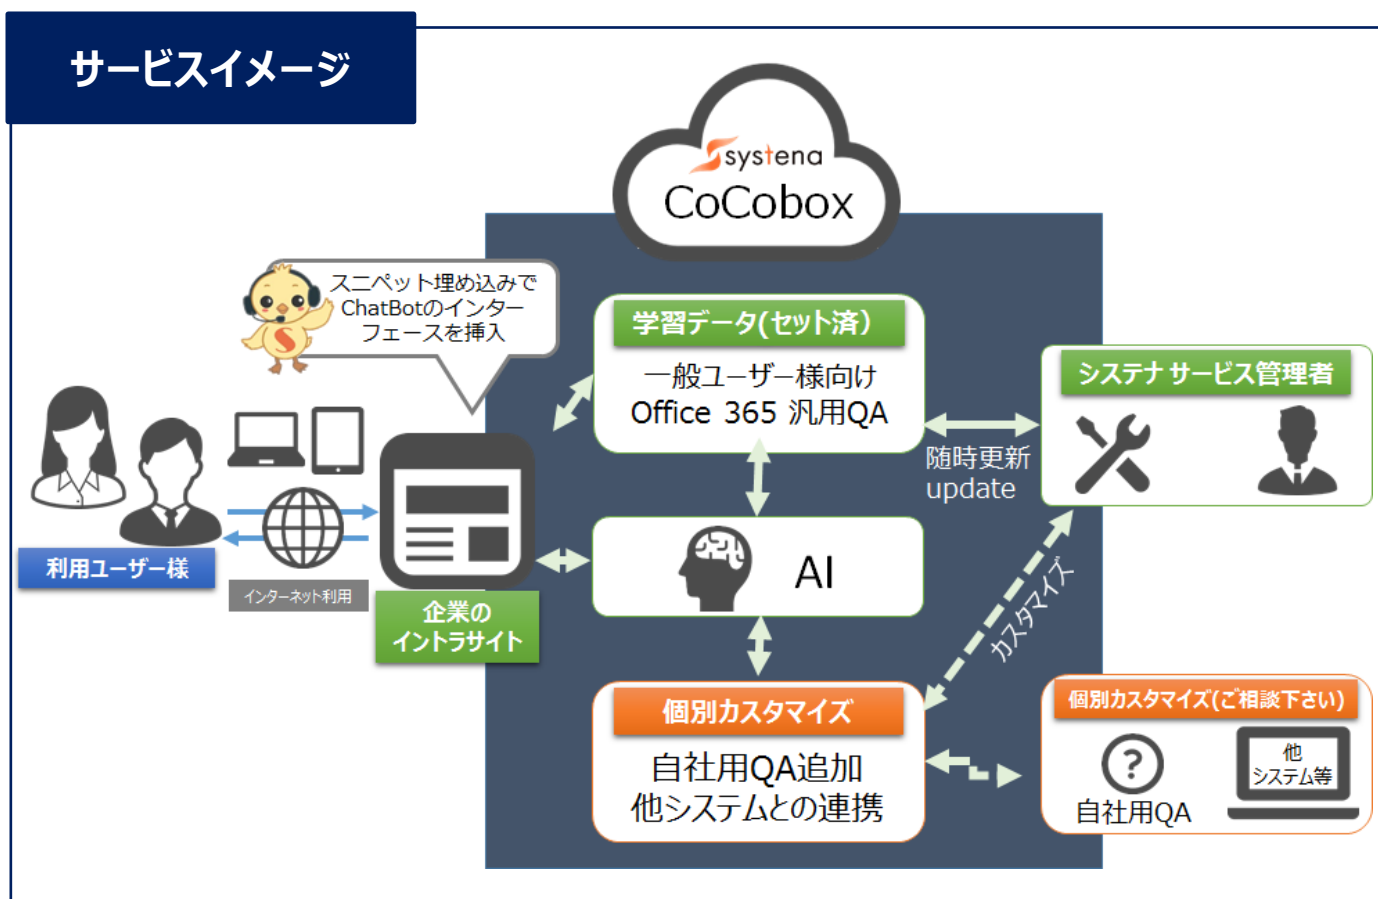 サービスイメージ
systena
CoCobox
スニペット埋め込みで
ChatBotのインター
フェースを挿入
学習データ(セット済）
一般ユーザー様向け
Office 365 汎用QA
システナ サービス管理者
随時更新
update
利用ユーザー様
インターネット利用
企業の
イントラサイト
AI
カスタマイズ
個別カスタマイズ
自社用QA追加
他システムとの連携
個別カスタマイズ(ご相談下さい)
?
自社用QA
他
システム等